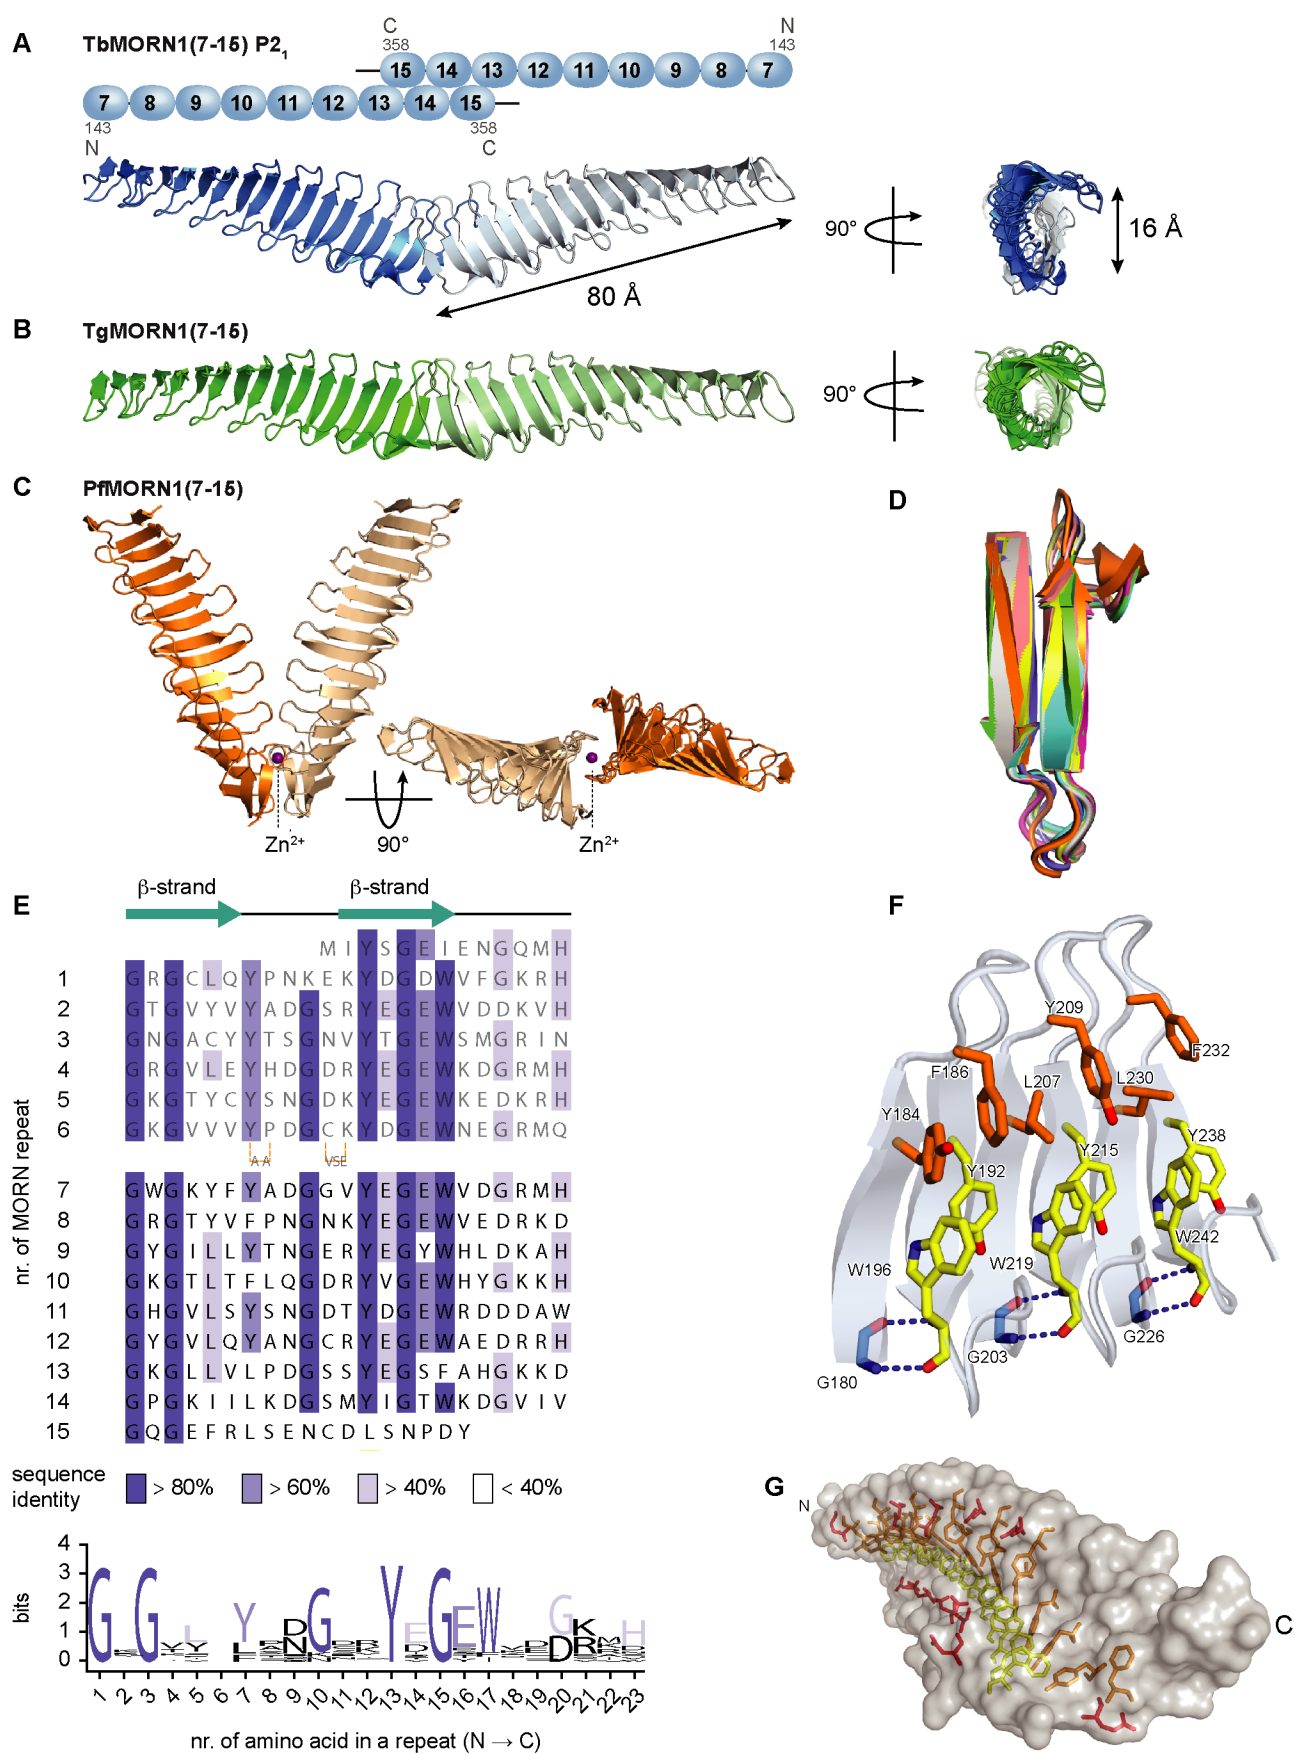 A
TbMORN1(7-15) P2₁
C
358
N
143
15 14 13 12 11 10 9 8 7
7 8 9 10 11 12 13 14 15
143
N
358
C
90°
16 Å
80 Å
B
TgMORN1(7-15)
90°
C
PfMORN1(7-15)
Zn²⁺
90°
Zn²⁺
D
E
β-strand β-strand
M I Y S G E I E N G Q M H
1 G R G C L Q Y P N K E K Y D G D W V F G K R H
2 G T G V Y V Y A D G S R Y E G E W V D D K V H
3 G N G A C Y Y T S G N V Y T G E W S M G R I N
4 G R G V L E Y H D G D R Y E G E W K D G R M H
5 G K G T Y C Y S N G D K Y E G E W K E D K R H
6 G K G V V V Y P D G C K Y D G E W N E G R M Q
A A VSE
7 G W G K Y F Y A D G G V Y E G E W V D G R M H
8 G R G T Y V F P N G N K Y E G E W V E D R K D
9 G Y G I L L Y T N G E R Y E G Y W H L D K A H
10 G K G T L T F L Q G D R Y V G E W H Y G K K H
11 G H G V L S Y S N G D T Y D G E W R D D D A W
12 G Y G V L Q Y A N G C R Y E G E W A E D R R H
13 G K G L L V L P D G S S Y E G S F A H G K K D
14 G P G K I I L K D G S M Y I G T W K D G V I V
15 G Q G E F R L S E N C D L S N P D Y
nr. of MORN repeat
sequence identity
> 80% > 60% > 40% < 40%
bits
4
3
2
1
0
G G L Y L D N G Y E G E W G D K R H
1 2 3 4 5 6 7 8 9 10 11 12 13 14 15 16 17 18 19 20 21 22 23
nr. of amino acid in a repeat (N → C)
F
Y209
F232
F186
L207
L230
Y184
Y192
Y215
Y238
W196
W219
W242
G180
G203
G226
G
N
C